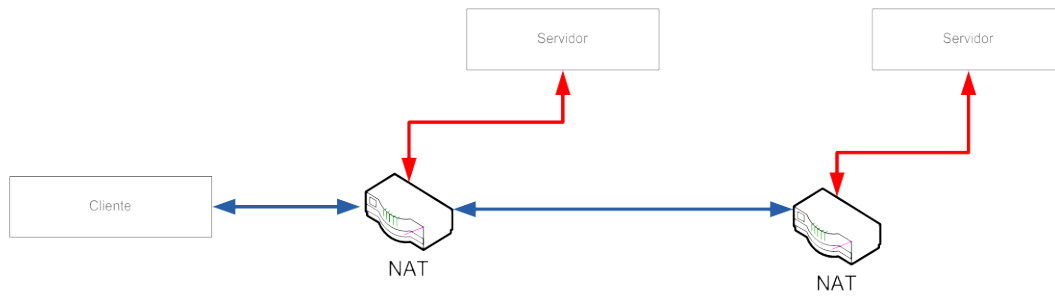 Servidor
Servidor
Cliente
NAT
NAT